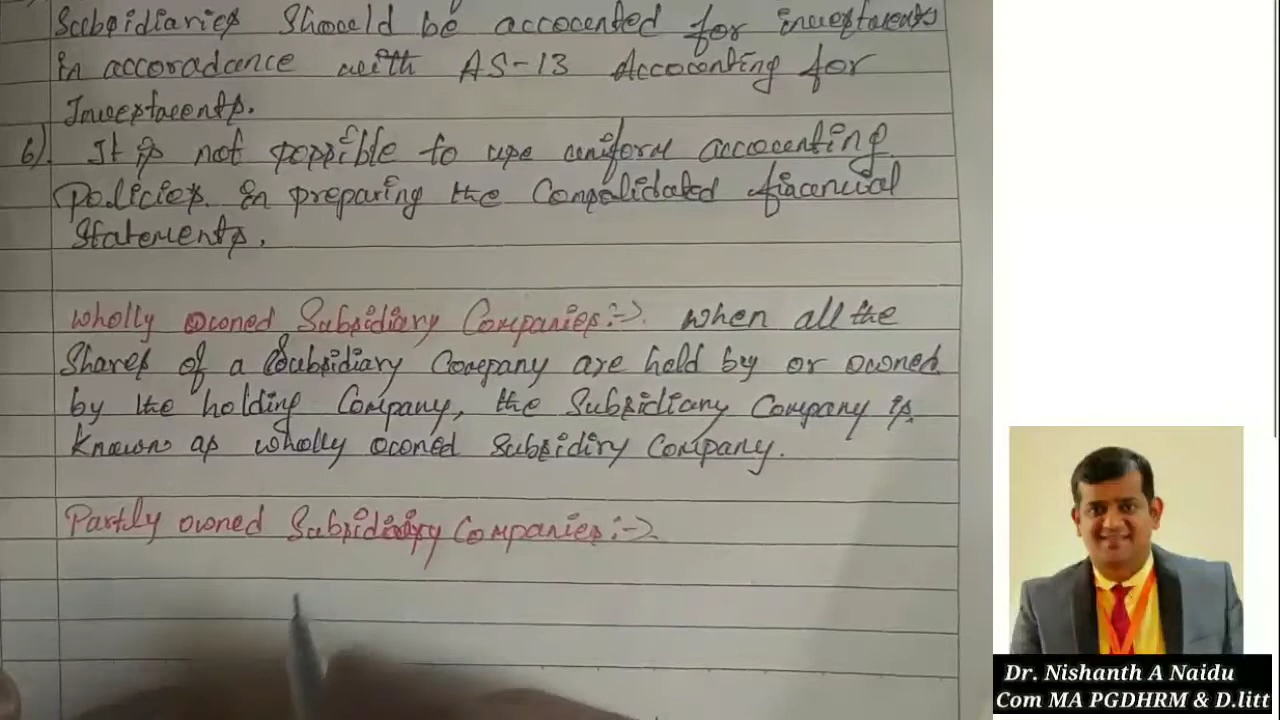 Subsidiaries should be accounted for investments
in accoradance with AS-13 Accounting for
Investments.
6) It is not possible to use uniform accounting
Policies in preparing the Consolidated financial
Statements.
Wholly owned Subsidiary Companies:-> when all the
Shares of a Subsidiary Company are held by or owned
by the holding Company, the Subsidiary Company is
known as wholly owned Subsidiry Company.
Partly owned Subsidiary Companies:->
Dr. Nishanth A Naidu
Com MA PGDHRM & D.litt